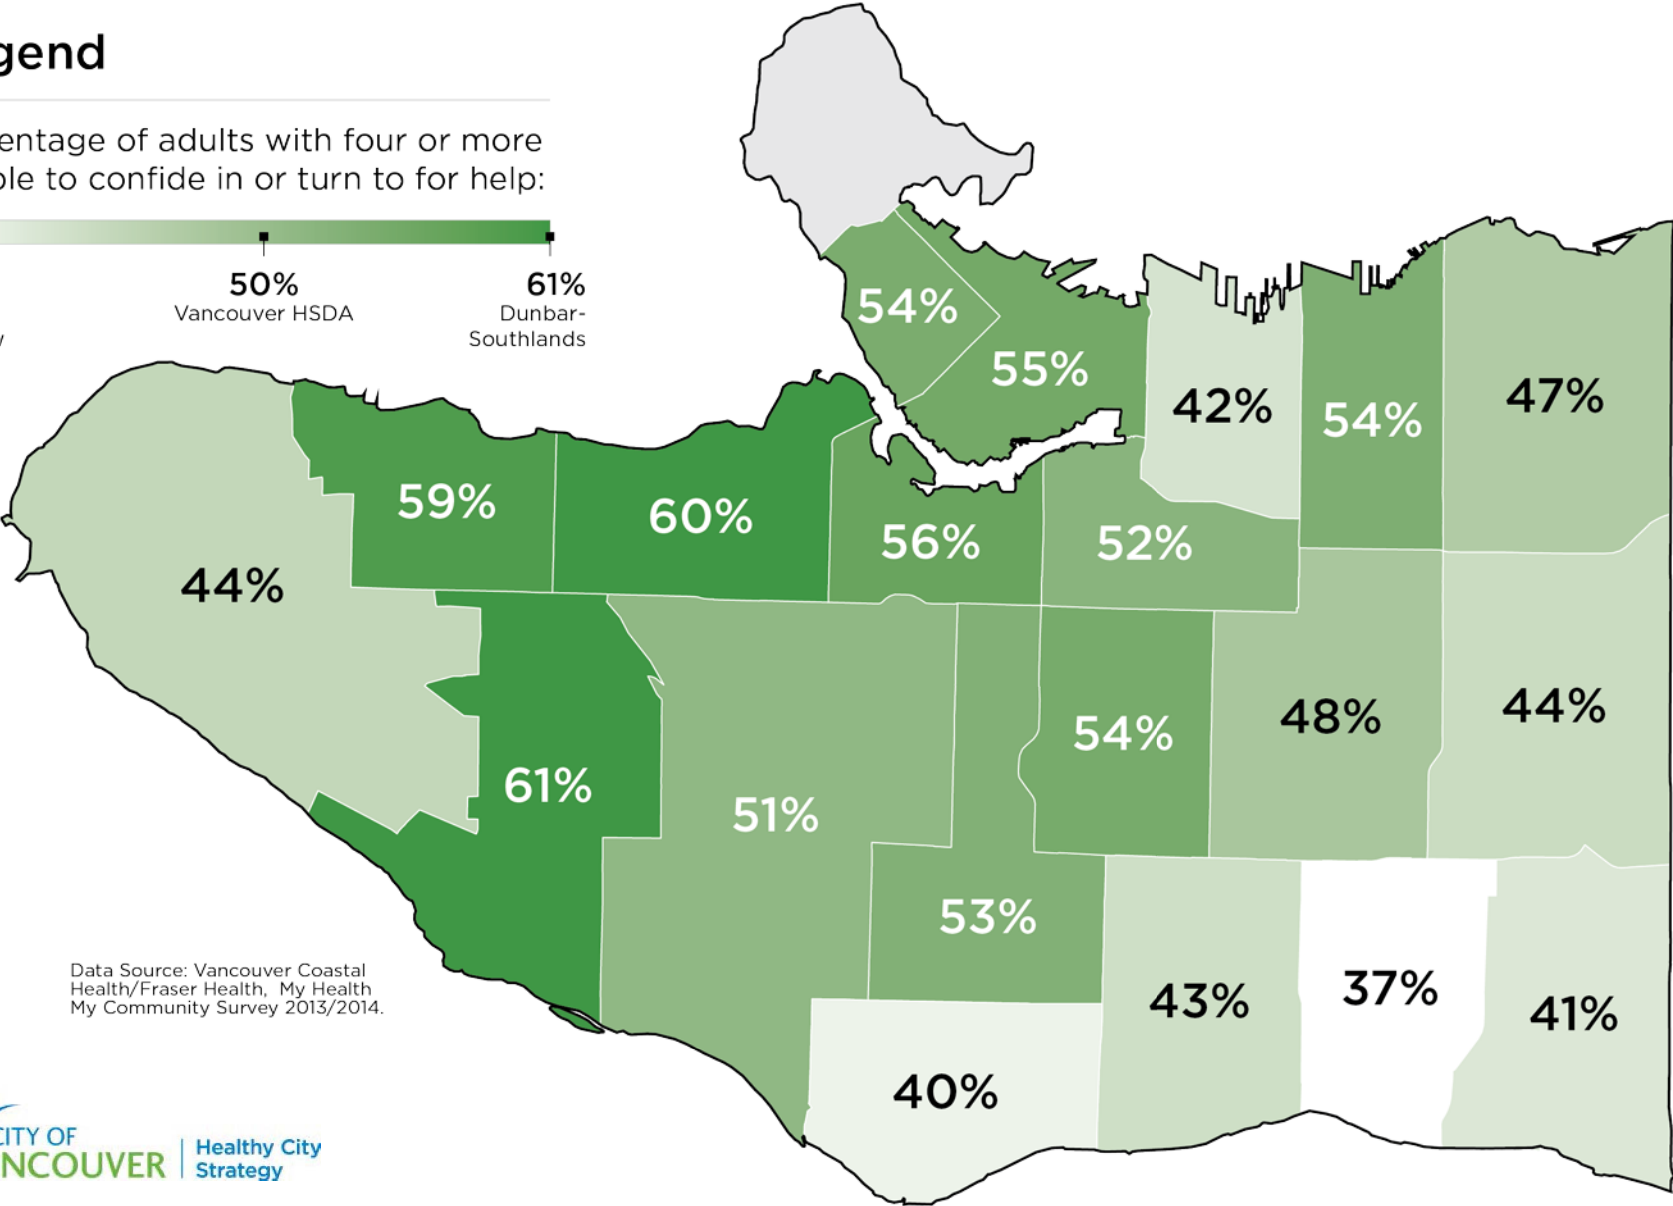 gend
entage of adults with four or more
ple to confide in or turn to for help:
50%
61%
Vancouver HSDA
Dunbar-
Southlands
54%
55%
42%
54%
47%
59%
60%
56%
52%
44%
61%
51%
54%
48%
44%
53%
43%
37%
41%
40%
Data Source: Vancouver Coastal
Health/Fraser Health, My Health
My Community Survey 2013/2014.
CITY OF
NCOUVER
Healthy City
Strategy